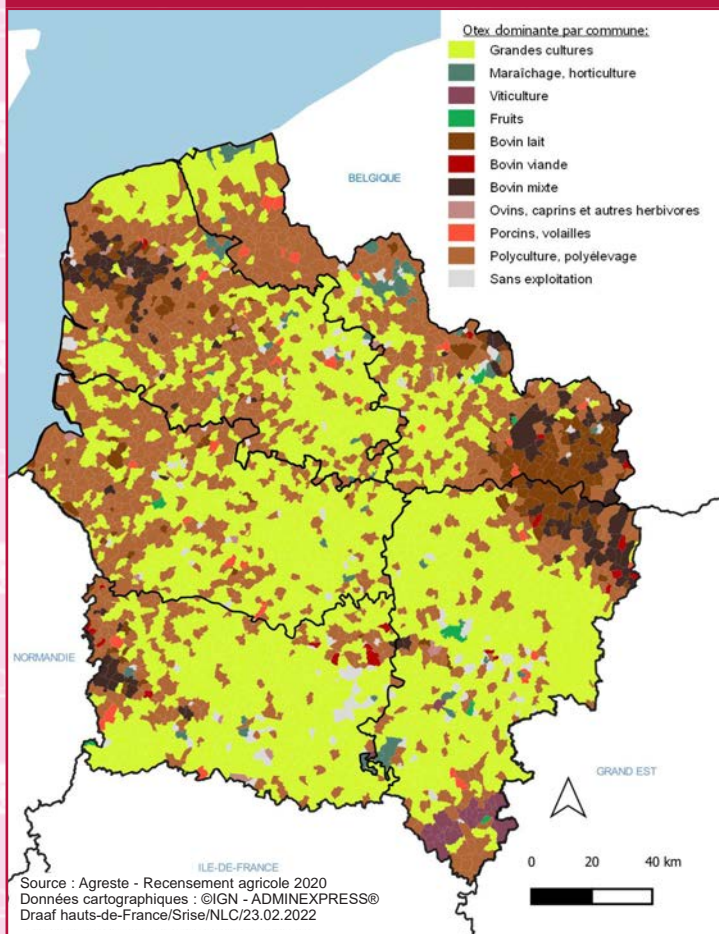 Otex dominante par commune:
Grandes cultures
Maraîchage, horticulture
Viticulture
Fruits
Bovin lait
Bovin viande
Bovin mixte
Ovins, caprins et autres herbivores
Porcins, volailles
Polyculture, polyélevage
Sans exploitation
BELGIQUE
NORMANDIE
GRAND EST
ILE-DE-FRANCE
0 20 40 km
Source : Agreste - Recensement agricole 2020
Données cartographiques : ©IGN - ADMINEXPRESS®
Draaf hauts-de-France/Srise/NLC/23.02.2022